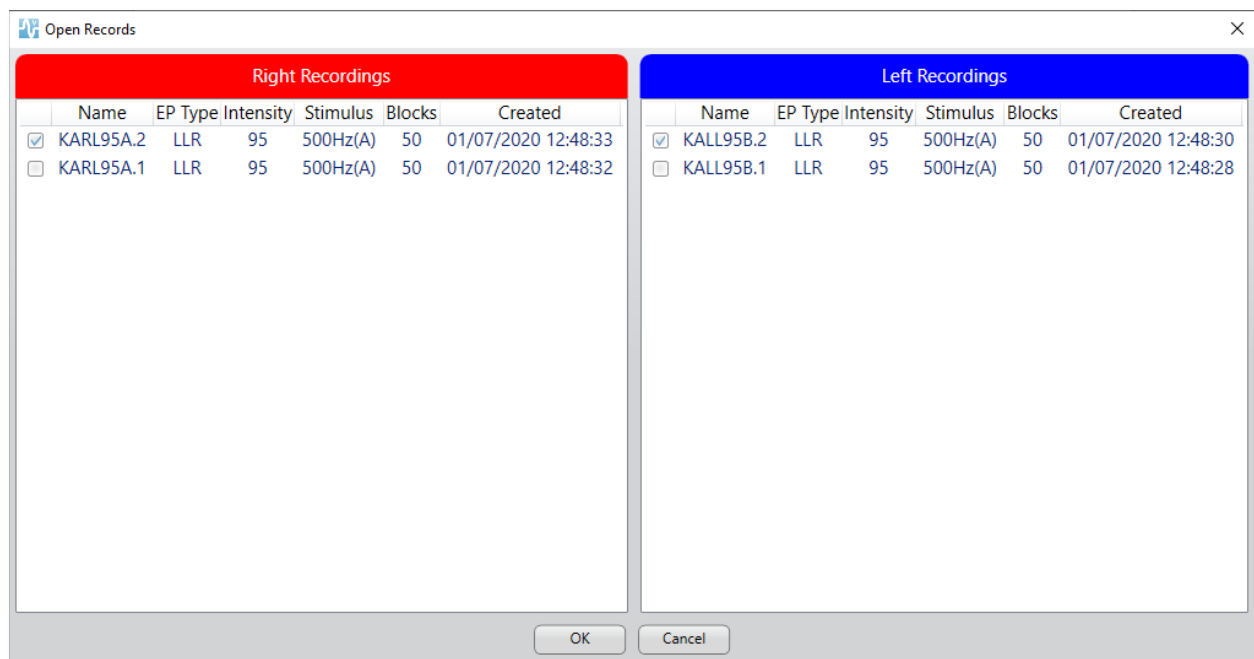 Open Records
Right Recordings
Name EP Type Intensity Stimulus Blocks Created
KARL95A.2 LLR 95 500Hz(A) 50 01/07/2020 12:48:33
KARL95A.1 LLR 95 500Hz(A) 50 01/07/2020 12:48:32
Left Recordings
Name EP Type Intensity Stimulus Blocks Created
KALL95B.2 LLR 95 500Hz(A) 50 01/07/2020 12:48:30
KALL95B.1 LLR 95 500Hz(A) 50 01/07/2020 12:48:28
OK Cancel